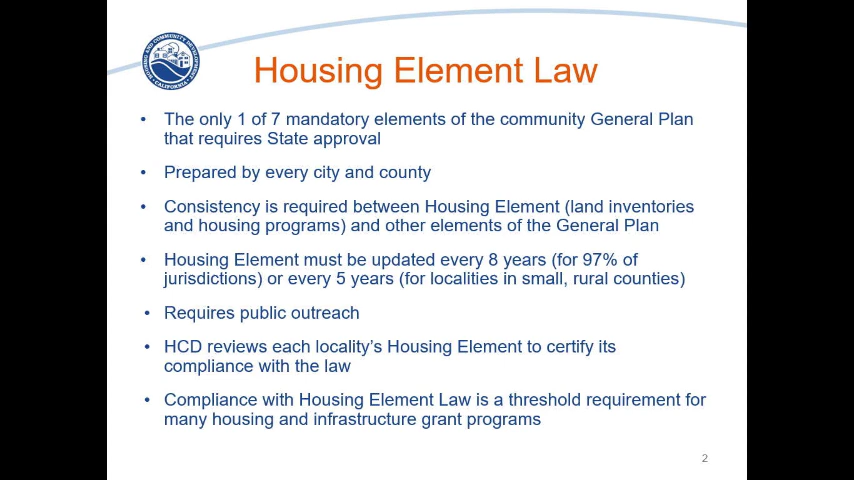 HOUSING AND COMMUNITY DEVELOPMENT
CALIFORNIA
Housing Element Law
• The only 1 of 7 mandatory elements of the community General Plan
that requires State approval
• Prepared by every city and county
• Consistency is required between Housing Element (land inventories
and housing programs) and other elements of the General Plan
• Housing Element must be updated every 8 years (for 97% of
jurisdictions) or every 5 years (for localities in small, rural counties)
• Requires public outreach
• HCD reviews each locality’s Housing Element to certify its
compliance with the law
• Compliance with Housing Element Law is a threshold requirement for
many housing and infrastructure grant programs
2